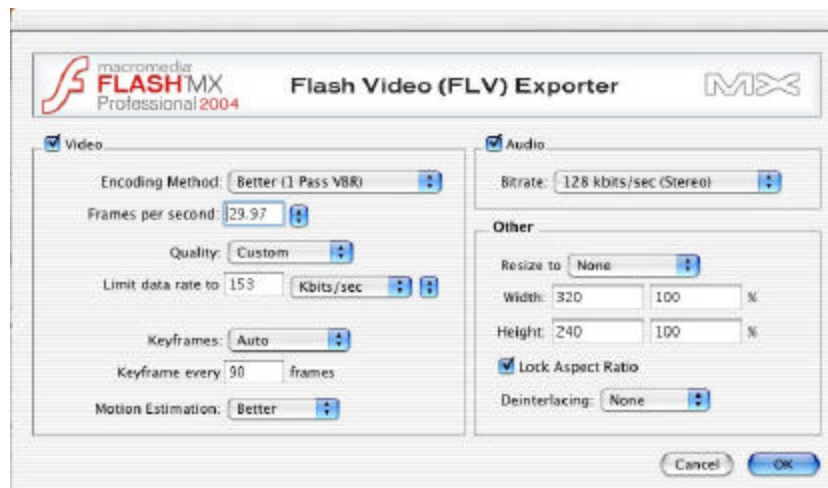 macromedia
FLASH MX
Professional 2004
Flash Video (FLV) Exporter
MX
Video
Encoding Method: Better (1 Pass VBR)
Frames per second: 29.97
Quality: Custom
Limit data rate to 153 Kbits/sec
Keyframes: Auto
Keyframe every 90 frames
Motion Estimation: Better
Audio
Bitrate: 128 kbits/sec (Stereo)
Other
Resize to None
Width: 320 100 %
Height: 240 100 %
Lock Aspect Ratio
Deinterlacing: None
Cancel OK